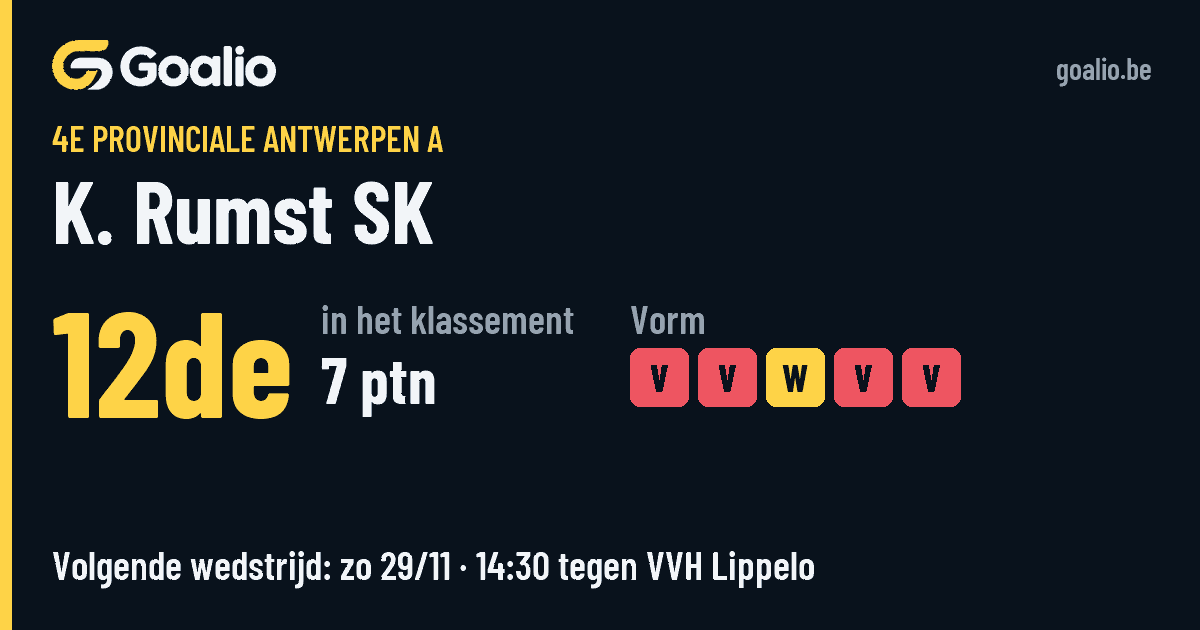 Goalio
goalio.be
4E PROVINCIALE ANTWERPEN A
K. Rumst SK
12de
in het klassement
7 ptn
Vorm
V V W V V
Volgende wedstrijd: zo 29/11 · 14:30 tegen VVH Lippelo